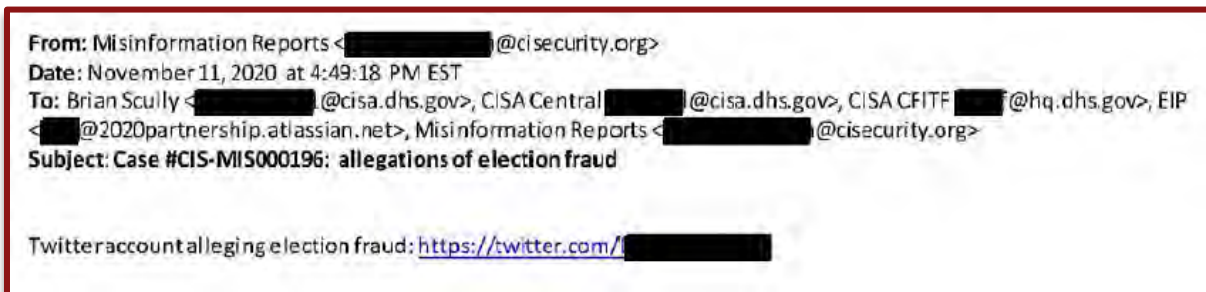 From: Misinformation Reports < @cisecurity.org>
Date: November 11, 2020 at 4:49:18 PM EST
To: Brian Scully < @cisa.dhs.gov>, CISA Central @cisa.dhs.gov>, CISA CFITF @hq.dhs.gov>, EIP
< @2020partnership.atlassian.net>, Misinformation Reports < @cisecurity.org>
Subject: Case #CIS-MIS000196: allegations of election fraud
Twitter account alleging election fraud: https://twitter.com/